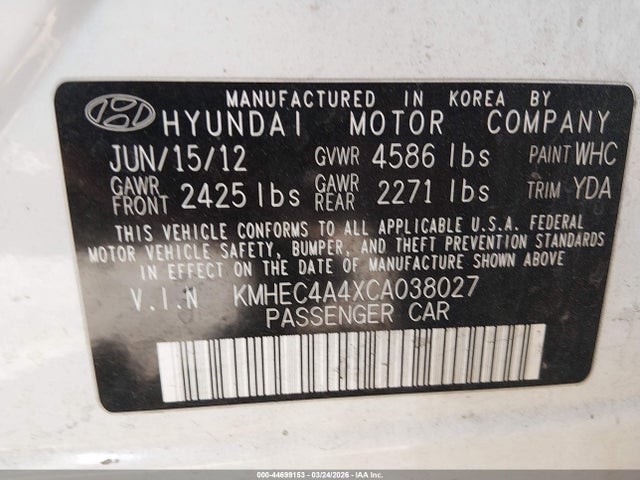 MANUFACTURED IN KOREA BY
HYUNDAI MOTOR COMPANY
JUN/15/12 GVWR 4586 lbs PAINT WHC
GAWR FRONT 2425 lbs GAWR REAR 2271 lbs TRIM YDA
THIS VEHICLE CONFORMS TO ALL APPLICABLE U.S.A. FEDERAL
MOTOR VEHICLE SAFETY, BUMPER, AND THEFT PREVENTION STANDARDS
IN EFFECT ON THE DATE OF MANUFACTURE SHOWN ABOVE
V.I.N KMHEC4A4XCA038027
PASSENGER CAR
000-44699153 - 03/24/2026 - COPYRIGHT IAA, INC.